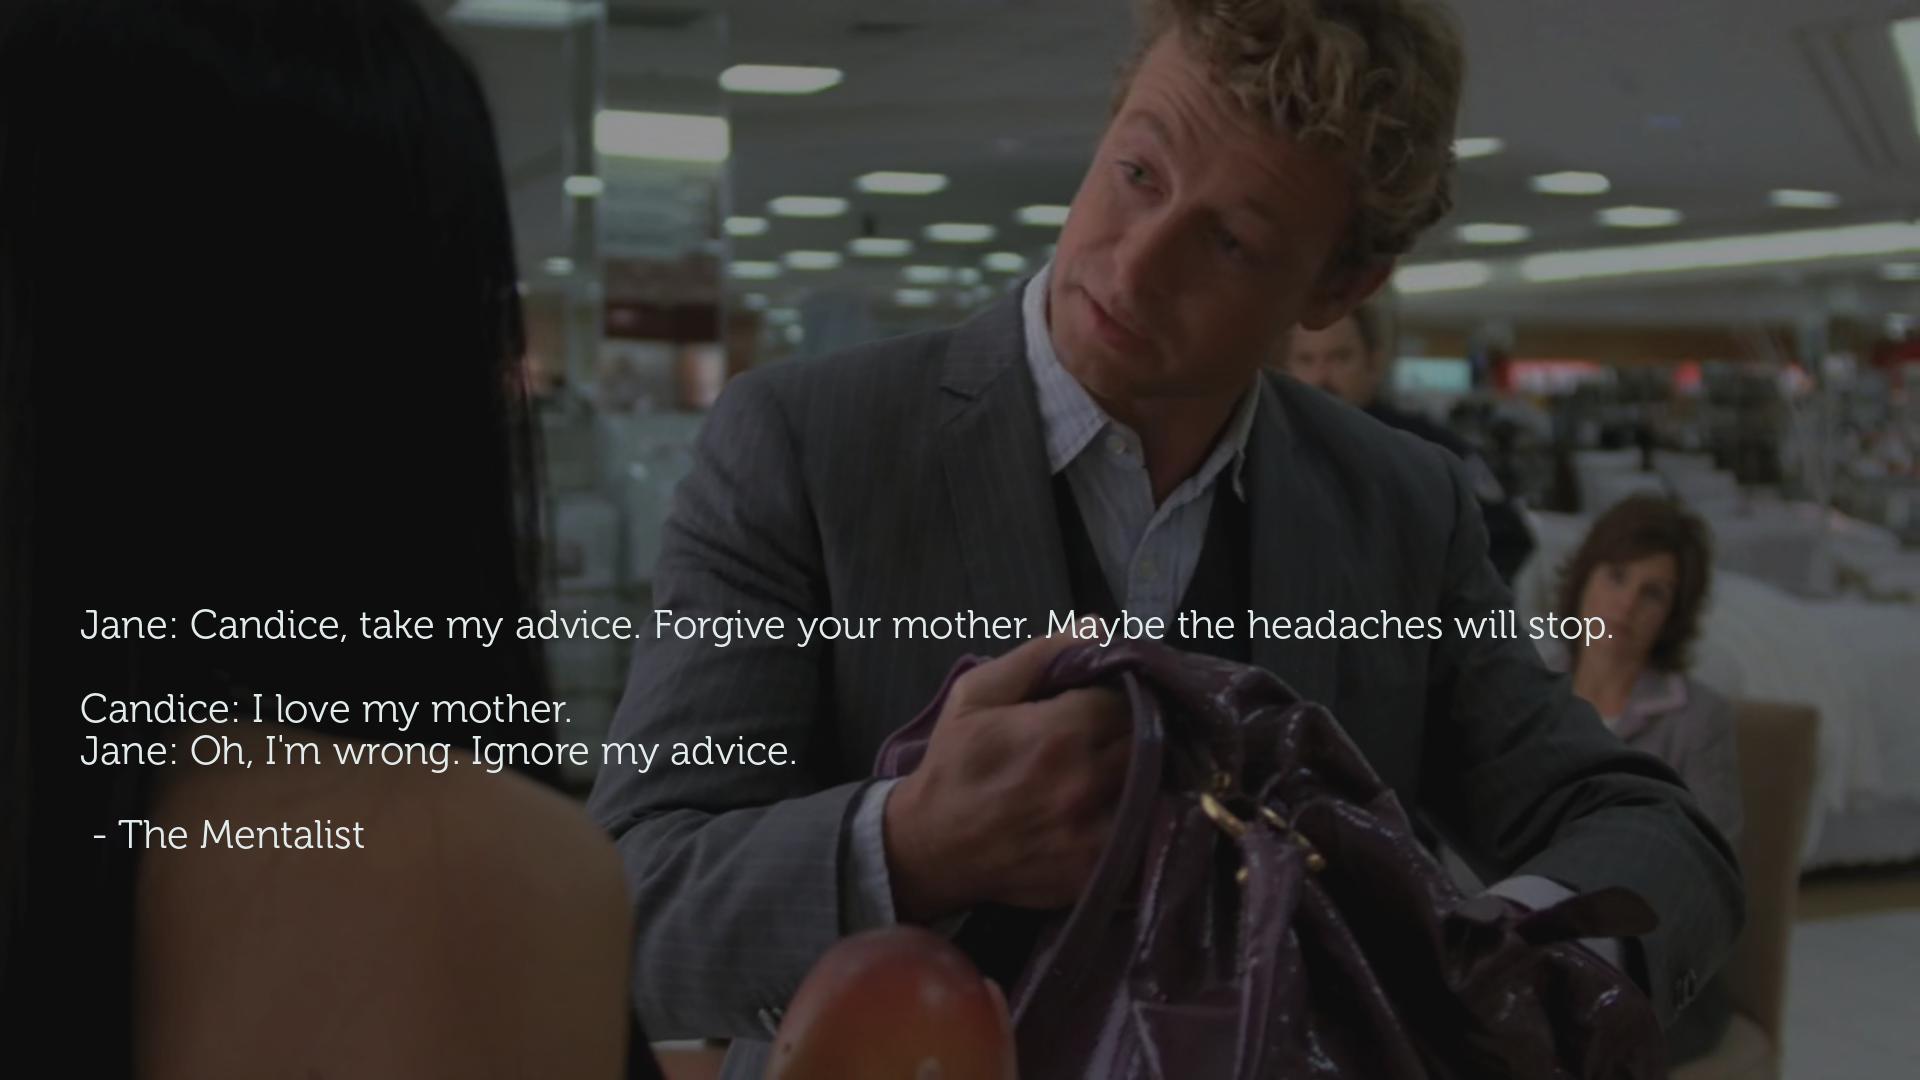 Jane: Candice, take my advice. Forgive your mother. Maybe the headaches will stop.
Candice: I love my mother.
Jane: Oh, I'm wrong. Ignore my advice.
- The Mentalist